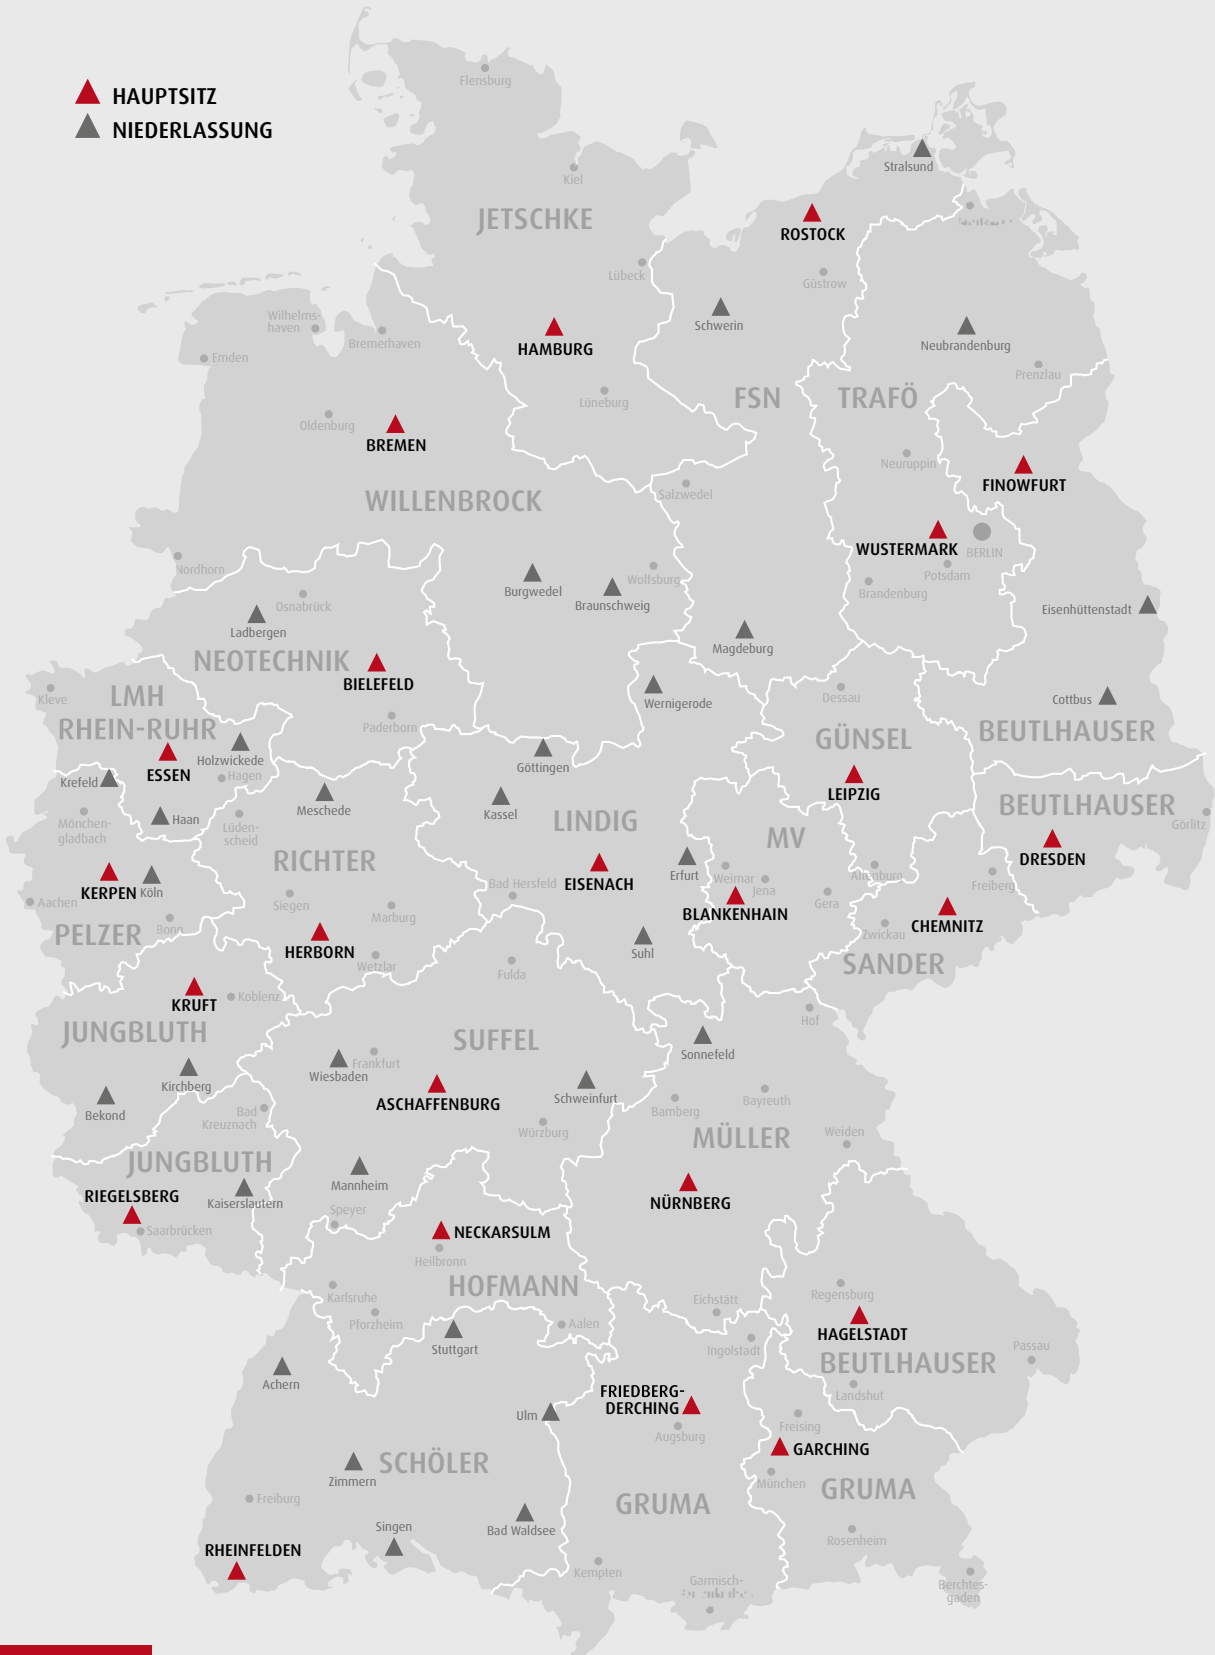 HAUPTSITZ
NIEDERLASSUNG
Flensburg
Stralsund
Kiel
JETSCHKE
ROSTOCK
Lübeck
Güstrow
Wilhelms-
haven
Schwerin
Bremerhaven
HAMBURG
Neubrandenburg
Emden
Prenzlau
Lüneburg
FSN
TRAFÖ
Oldenburg
BREMEN
Neuruppin
FINOWFURT
WILLENBROCK
Salzwedel
WUSTERMARK
BERLIN
Nordhorn
Potsdam
Wolfsburg
Burgwedel
Braunschweig
Brandenburg
Osnabrück
Eisenhüttenstadt
Ladbergen
Magdeburg
NEOTECHNIK
BIELEFELD
LMH
RHEIN-RUHR
Kleve
Wernigerode
Dessau
Cottbus
Paderborn
BEUTLHAUSER
GÜNSEL
Holzwickede
Göttingen
ESSEN
Hagen
Krefeld
LEIPZIG
BEUTLHAUSER
Meschede
Kassel
Haan
Mönchen-
gladbach
Lüden-
scheid
LINDIG
MV
Görlitz
RICHTER
DRESDEN
Erfurt
Weimar
Altenburg
Jena
KERPEN
Köln
Bad Hersfeld
EISENACH
Freiberg
Aachen
Siegen
Marburg
BLANKENHAIN
Gera
CHEMNITZ
Bonn
PELZER
Zwickau
HERBORN
Suhl
SANDER
Wetzlar
Fulda
Koblenz
KRUFT
JUNGBLUTH
Hof
SUFFEL
Sonnefeld
Frankfurt
Wiesbaden
Kirchberg
ASCHAFFENBURG
Schweinfurt
Bayreuth
Bekond
Bad
Kreuznach
Bamberg
Würzburg
Weiden
MÜLLER
JUNGBLUTH
Mannheim
RIEGELSBERG
Kaiserslautern
NÜRNBERG
Speyer
Saarbrücken
NECKARSULM
Heilbronn
HOFMANN
Karlsruhe
Regensburg
Eichstätt
Pforzheim
Aalen
HAGELSTADT
Stuttgart
Ingolstadt
Passau
BEUTLHAUSER
Achern
FRIEDBERG-
DERCHING
Landshut
Ulm
Augsburg
Freising
GARCHING
SCHÖLER
Zimmern
München
GRUMA
Freiburg
GRUMA
Singen
Bad Waldsee
Rosenheim
RHEINFELDEN
Kempten
Garmisch-
Berchtes-
gaden